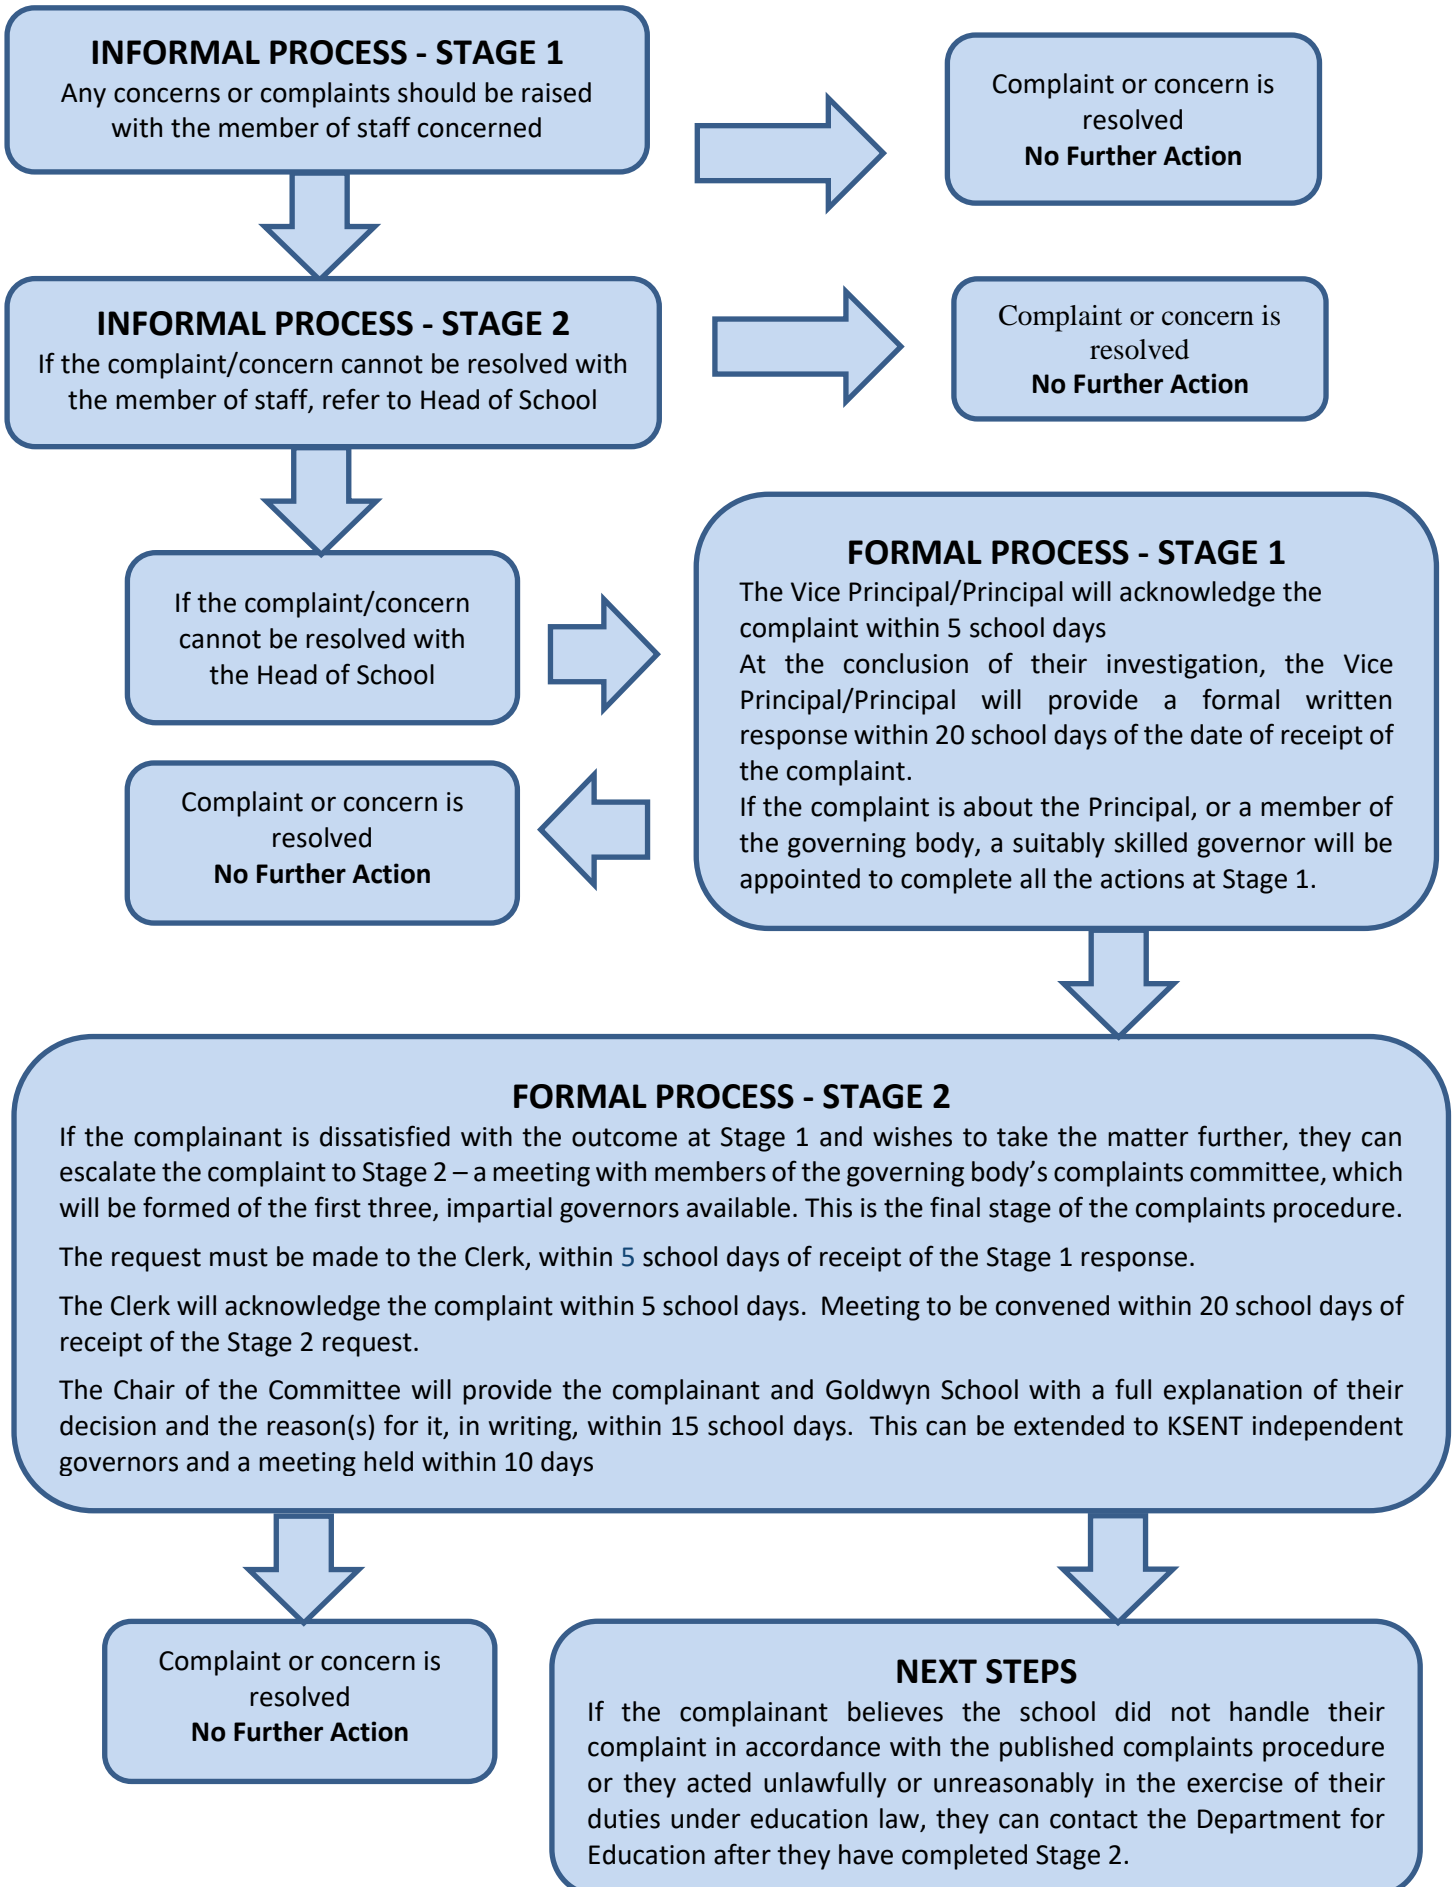 INFORMAL PROCESS - STAGE 1
Any concerns or complaints should be raised
with the member of staff concerned
Complaint or concern is
resolved
No Further Action
INFORMAL PROCESS - STAGE 2
If the complaint/concern cannot be resolved with
the member of staff, refer to Head of School
Complaint or concern is
resolved
No Further Action
If the complaint/concern
cannot be resolved with
the Head of School
FORMAL PROCESS - STAGE 1
The Vice Principal/Principal will acknowledge the
complaint within 5 school days
At the conclusion of their investigation, the Vice
Principal/Principal will provide a formal written
response within 20 school days of the date of receipt of
the complaint.
If the complaint is about the Principal, or a member of
the governing body, a suitably skilled governor will be
appointed to complete all the actions at Stage 1.
Complaint or concern is
resolved
No Further Action
FORMAL PROCESS - STAGE 2
If the complainant is dissatisfied with the outcome at Stage 1 and wishes to take the matter further, they can
escalate the complaint to Stage 2 – a meeting with members of the governing body’s complaints committee, which
will be formed of the first three, impartial governors available. This is the final stage of the complaints procedure.
The request must be made to the Clerk, within 5 school days of receipt of the Stage 1 response.
The Clerk will acknowledge the complaint within 5 school days. Meeting to be convened within 20 school days of
receipt of the Stage 2 request.
The Chair of the Committee will provide the complainant and Goldwyn School with a full explanation of their
decision and the reason(s) for it, in writing, within 15 school days. This can be extended to KSENT independent
governors and a meeting held within 10 days
Complaint or concern is
resolved
No Further Action
NEXT STEPS
If the complainant believes the school did not handle their
complaint in accordance with the published complaints procedure
or they acted unlawfully or unreasonably in the exercise of their
duties under education law, they can contact the Department for
Education after they have completed Stage 2.